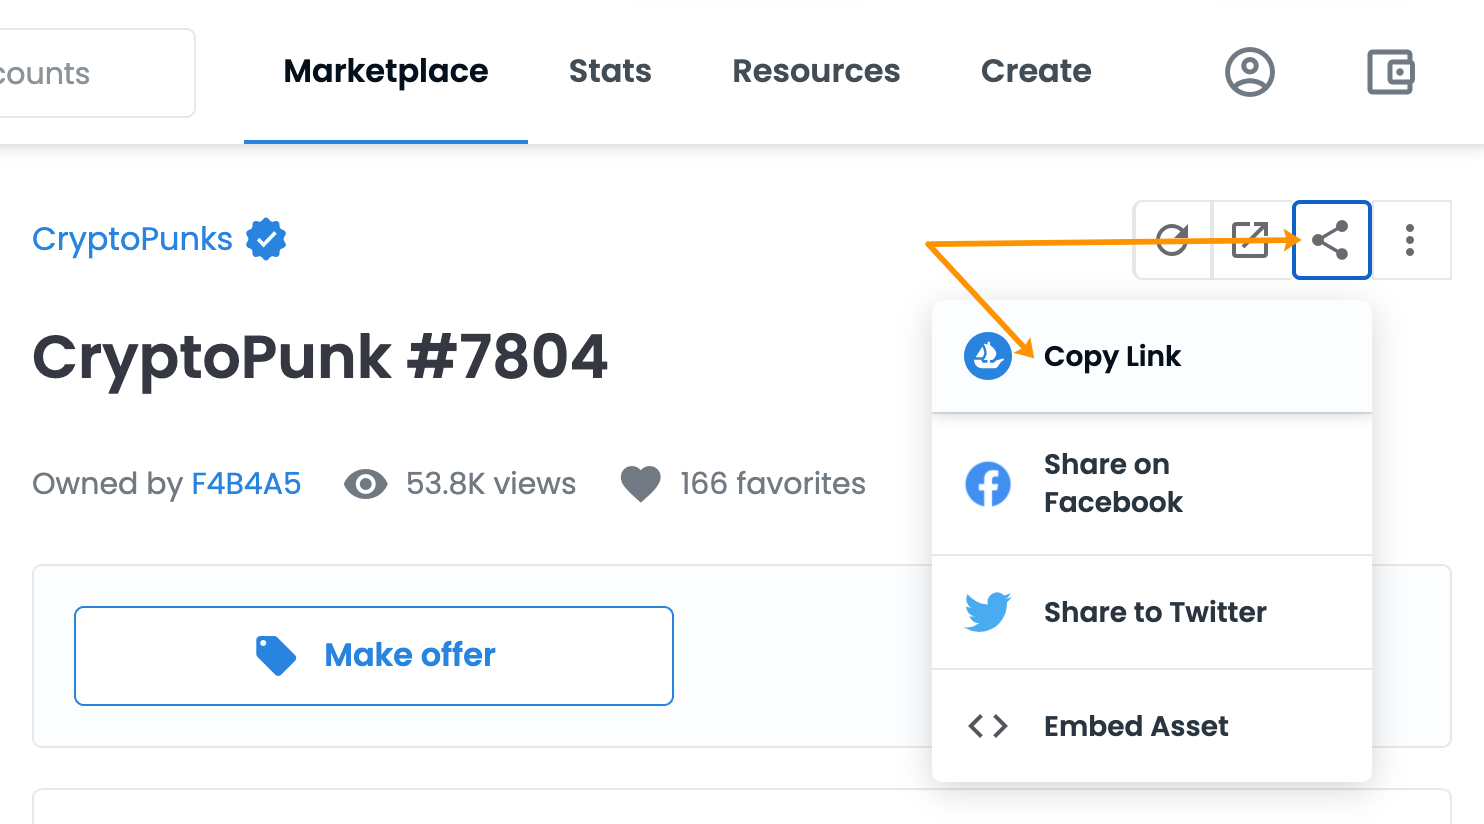 counts
Marketplace
Stats
Resources
Create
CryptoPunks
CryptoPunk #7804
Owned by F4B4A5
53.8K views
166 favorites
Make offer
Copy Link
Share on
Facebook
Share to Twitter
Embed Asset